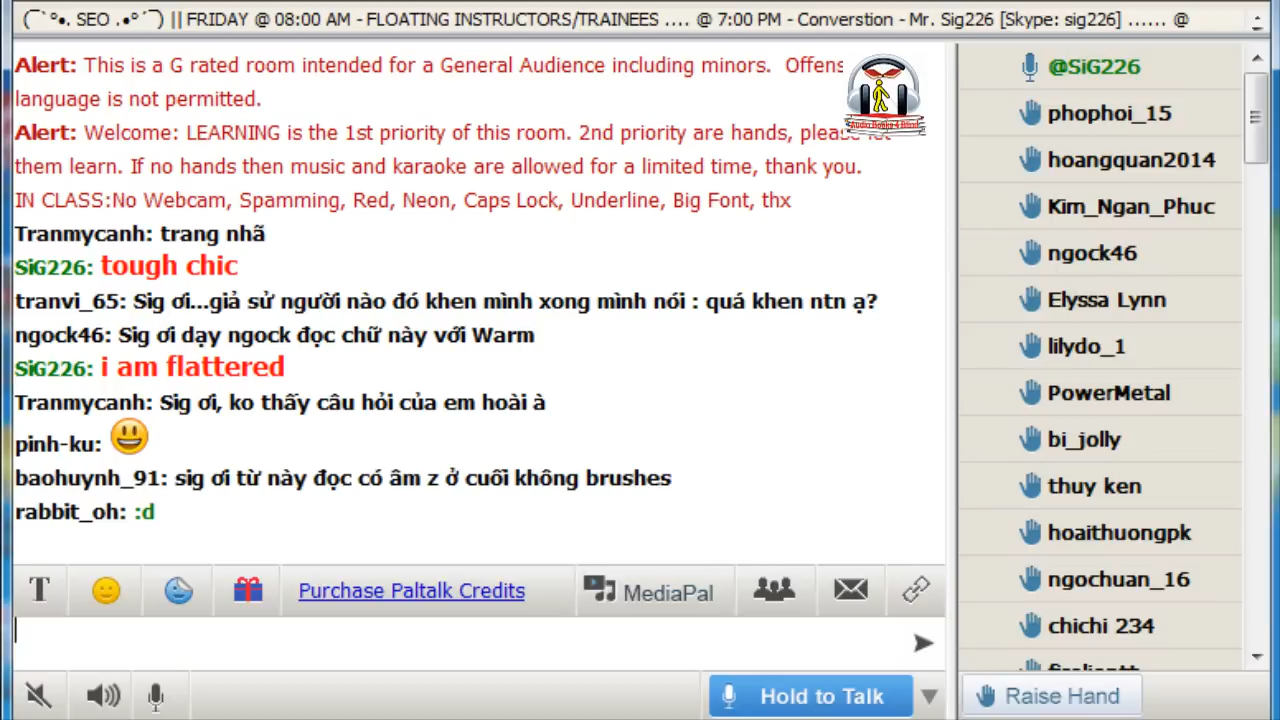 (¯`°•. SEO .•°´¯) || FRIDAY @ 08:00 AM - FLOATING INSTRUCTORS/TRAINEES .... @ 7:00 PM - Converstion - Mr. Sig226 [Skype: sig226] ...... @
Alert: This is a G rated room intended for a General Audience including minors. Offens
language is not permitted.
Alert: Welcome: LEARNING is the 1st priority of this room. 2nd priority are hands, please let
them learn. If no hands then music and karaoke are allowed for a limited time, thank you.
IN CLASS:No Webcam, Spamming, Red, Neon, Caps Lock, Underline, Big Font, thx
Tranmycanh: trang nhã
SiG226: tough chic
tranvi_65: Sig ơi...giả sử người nào đó khen mình xong mình nói : quá khen ntn ạ?
ngock46: Sig ơi dạy ngock đọc chữ này với Warm
SiG226: i am flattered
Tranmycanh: Sig ơi, ko thấy câu hỏi của em hoài à
pinh-ku:
baohuynh_91: sig ơi từ này đọc có âm z ở cuối không brushes
rabbit_oh: :d
T
Purchase Paltalk Credits
MediaPal
Hold to Talk
@SiG226
phophoi_15
hoangquan2014
Kim_Ngan_Phuc
ngock46
Elyssa Lynn
lilydo_1
PowerMetal
bi_jolly
thuy ken
hoaithuongpk
ngochuan_16
chichi 234
Raise Hand
Audio Books 4 Blind